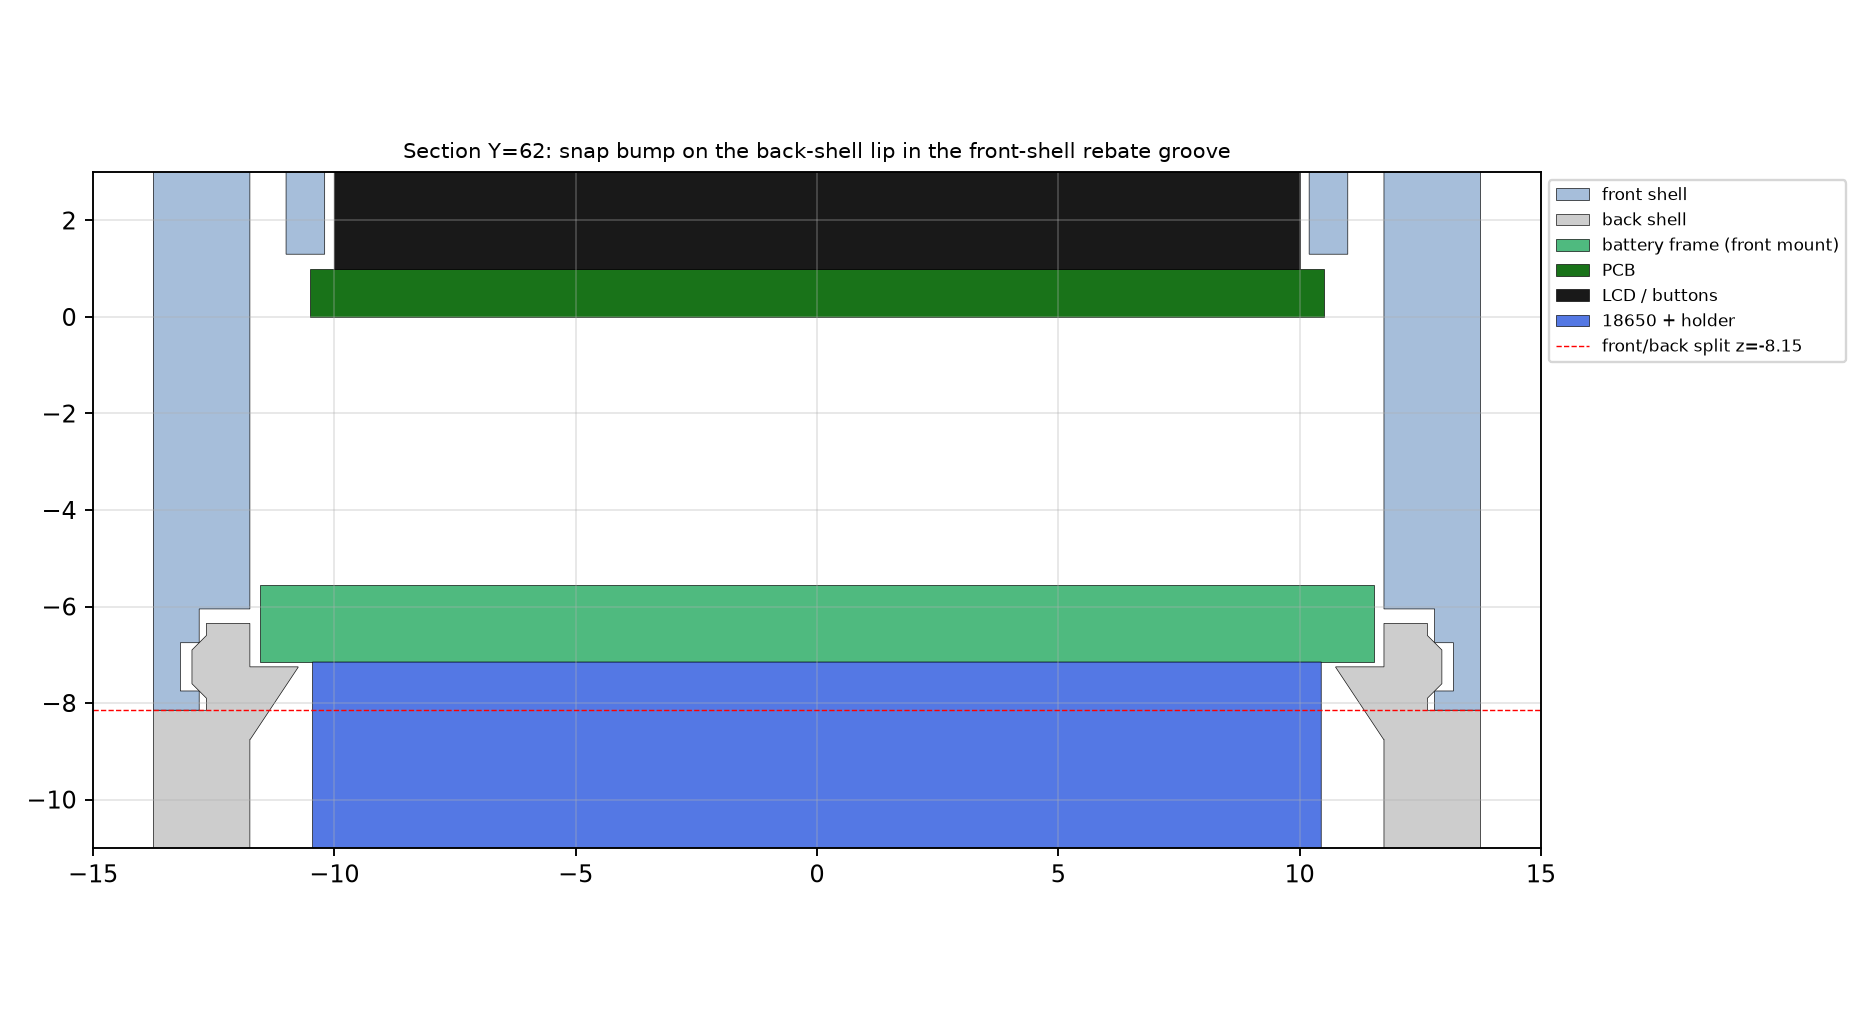 Section Y=62: snap bump on the back-shell lip in the front-shell rebate groove
front shell
back shell
battery frame (front mount)
PCB
LCD / buttons
18650 + holder
front/back split z=-8.15
2
0
−2
−4
−6
−8
−10
−15
−10
−5
0
5
10
15